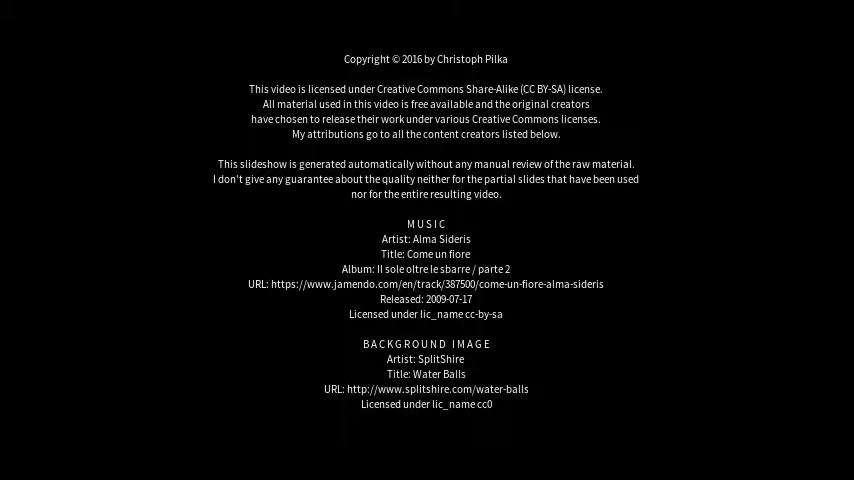 Copyright © 2016 by Christoph Pilka
This video is licensed under Creative Commons Share-Alike (CC BY-SA) license.
All material used in this video is free available and the original creators
have chosen to release their work under various Creative Commons licenses.
My attributions go to all the content creators listed below.
This slideshow is generated automatically without any manual review of the raw material.
I don't give any guarantee about the quality neither for the partial slides that have been used
nor for the entire resulting video.
MUSIC
Artist: Alma Sideris
Title: Come un fiore
Album: Il sole oltre le sbarre / parte 2
URL: https://www.jamendo.com/en/track/387500/come-un-fiore-alma-sideris
Released: 2009-07-17
Licensed under lic_name cc-by-sa
BACKGROUND IMAGE
Artist: SplitShire
Title: Water Balls
URL: http://www.splitshire.com/water-balls
Licensed under lic_name cc0